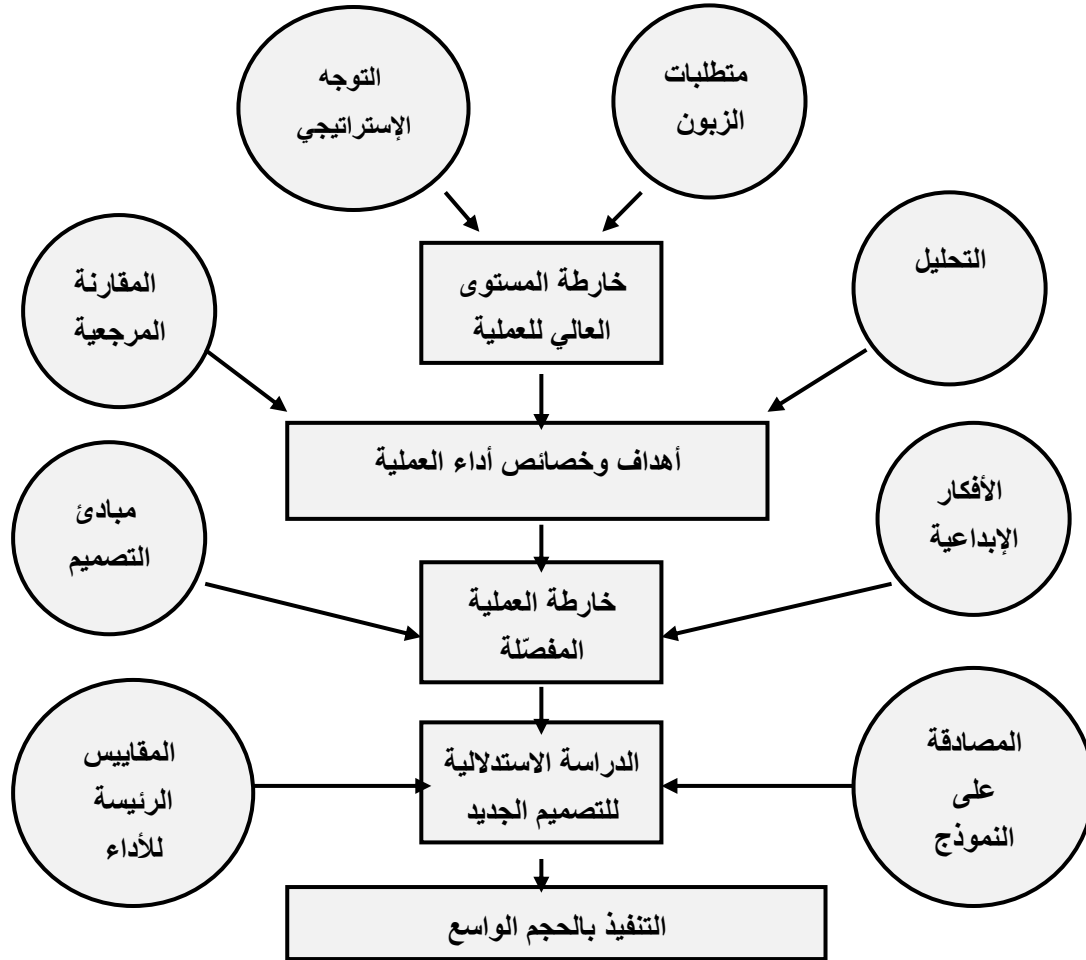 متطلبات
الزبون
التوجه
الإستراتيجي
التحليل
خارطة المستوى
العالي للعملية
المقارنة
المرجعية
أهداف وخصائص أداء العملية
الأفكار
الإبداعية
مبادئ
التصميم
خارطة العملية
المفصّلة
المصادقة
على
النموذج
الدراسة الاستدلالية
للتصميم الجديد
المقاييس
الرئيسة
للأداء
التنفيذ بالحجم الواسع